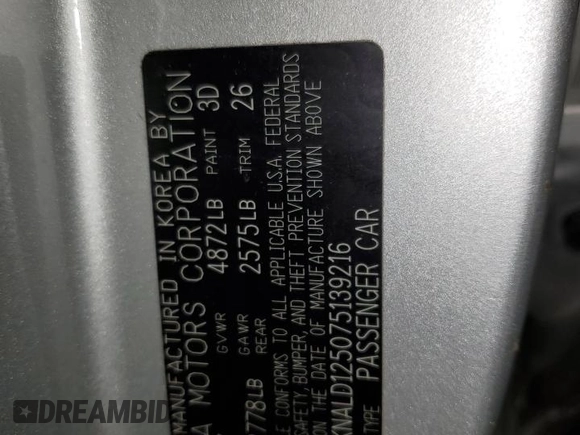 MANUFACTURED IN KOREA BY
MOTORS CORPORATION
GVWR 4872LB PAINT 3D
778LB GAWR REAR 2575LB TRIM 26
CONFORMS TO ALL APPLICABLE U.S.A. FEDERAL
SAFETY, BUMPER, AND THEFT PREVENTION STANDARDS
ON THE DATE OF MANUFACTURE SHOWN ABOVE
KNALD125075139216
TYPE PASSENGER CAR
© EPICBID